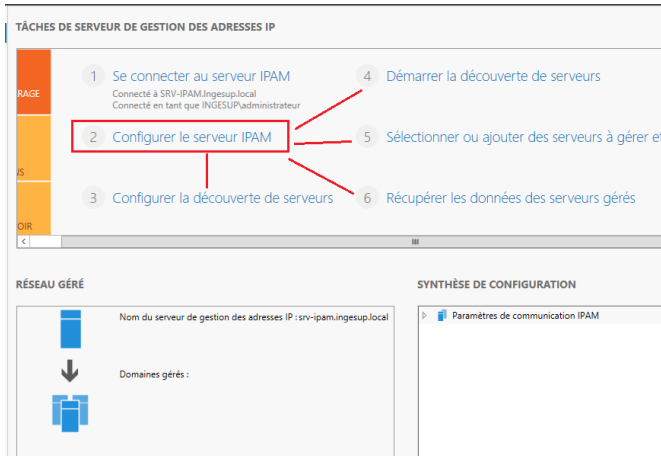 TÂCHES DE SERVEUR DE GESTION DES ADRESSES IP
RAGE
1 Se connecter au serveur IPAM
Connecté à SRV-IPAM.Ingesup.local
Connecté en tant que INGESUP\administrateur
4 Démarrer la découverte de serveurs
2 Configurer le serveur IPAM
5 Sélectionner ou ajouter des serveurs à gérer et
IS
3 Configurer la découverte de serveurs
6 Récupérer les données des serveurs gérés
OIR
RÉSEAU GÉRÉ
Nom du serveur de gestion des adresses IP : srv-ipam.ingesup.local
Domaines gérés :
SYNTHÈSE DE CONFIGURATION
Paramètres de communication IPAM